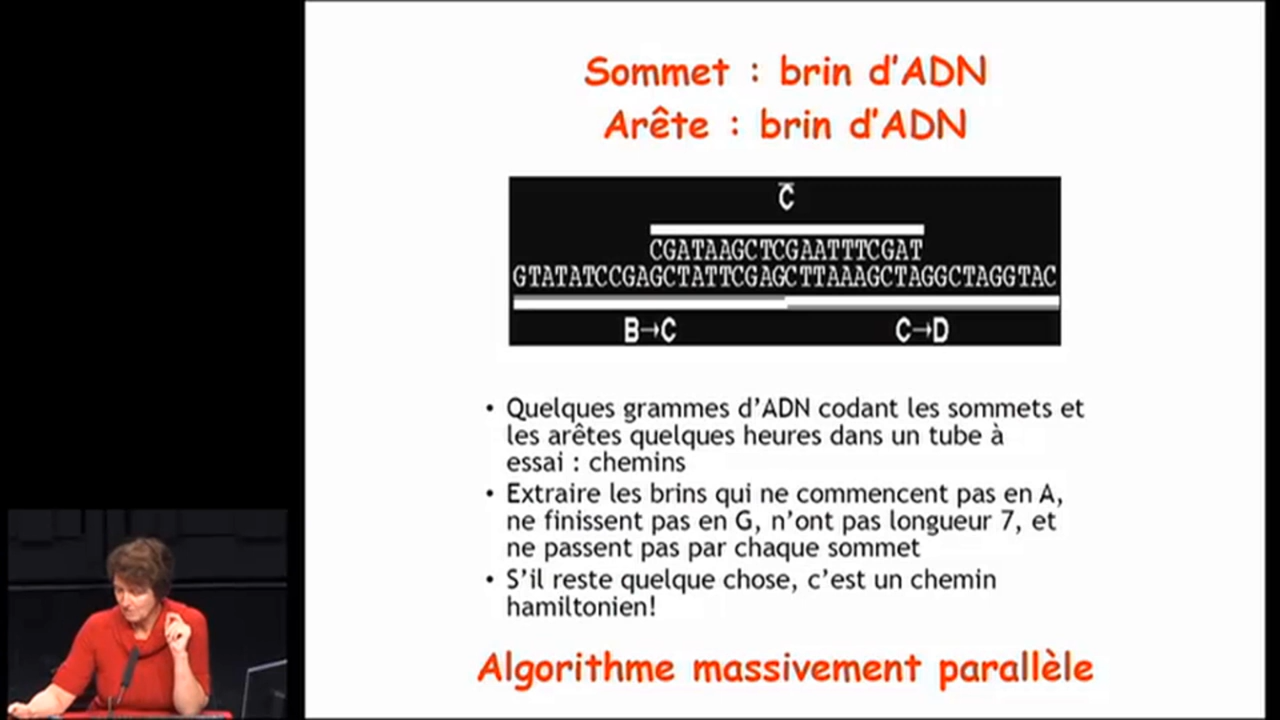 Sommet : brin d'ADN
Arête : brin d'ADN
C̅
CGATAAGCTCGAATTTCGAT
GTATATCCGAGCTATTCGAGCTTAAAGCTAGGCTAGGTAC
B→C
C→D
• Quelques grammes d'ADN codant les sommets et
les arêtes quelques heures dans un tube à
essai : chemins
• Extraire les brins qui ne commencent pas en A,
ne finissent pas en G, n'ont pas longueur 7, et
ne passent pas par chaque sommet
• S'il reste quelque chose, c'est un chemin
hamiltonien!
Algorithme massivement parallèle